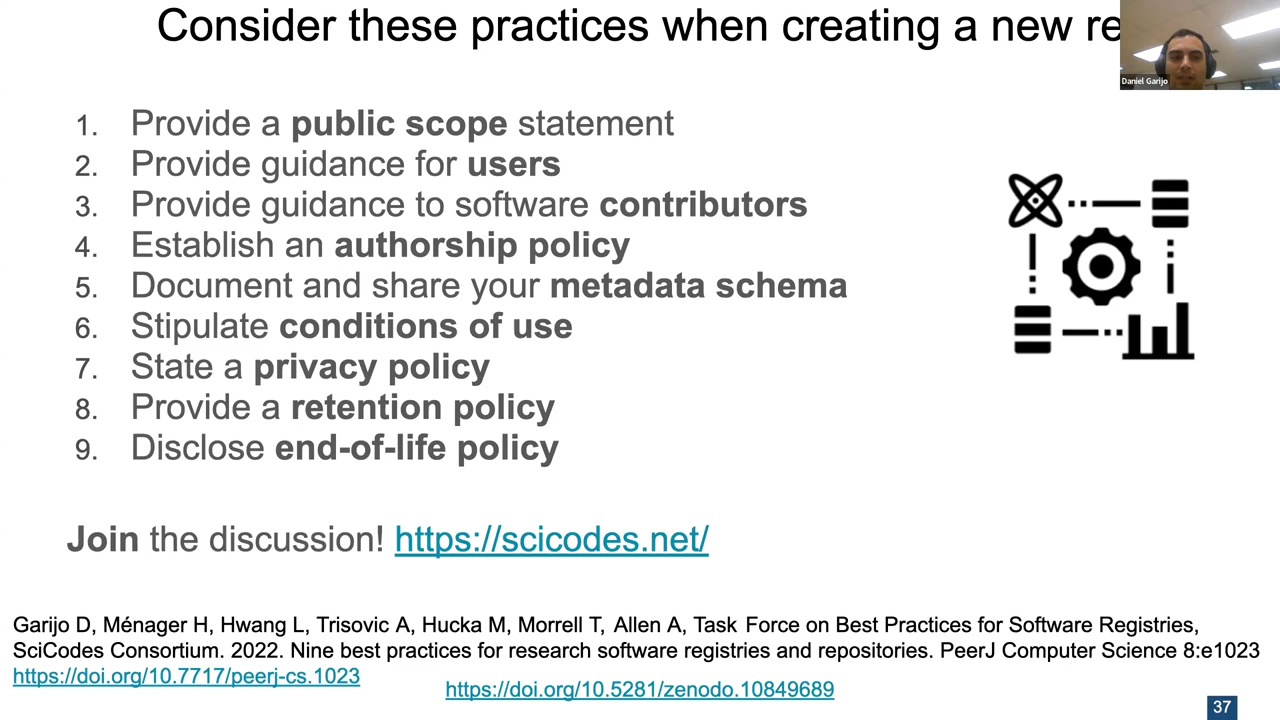 Consider these practices when creating a new re
Daniel Garijo
1. Provide a public scope statement
2. Provide guidance for users
3. Provide guidance to software contributors
4. Establish an authorship policy
5. Document and share your metadata schema
6. Stipulate conditions of use
7. State a privacy policy
8. Provide a retention policy
9. Disclose end-of-life policy
Join the discussion! https://scicodes.net/
Garijo D, Ménager H, Hwang L, Trisovic A, Hucka M, Morrell T, Allen A, Task Force on Best Practices for Software Registries,
SciCodes Consortium. 2022. Nine best practices for research software registries and repositories. PeerJ Computer Science 8:e1023
https://doi.org/10.7717/peerj-cs.1023
https://doi.org/10.5281/zenodo.10849689
37